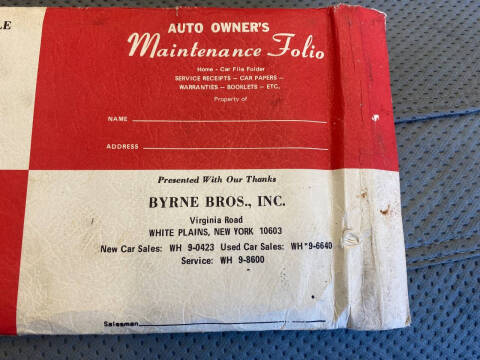 LE
AUTO OWNER'S
Maintenance Folio
Home - Car File Folder
SERVICE RECEIPTS — CAR PAPERS —
WARRANTIES — BOOKLETS — ETC.
Property of
NAME
ADDRESS
Presented With Our Thanks
BYRNE BROS., INC.
Virginia Road
WHITE PLAINS, NEW YORK 10603
New Car Sales: WH 9-0423 Used Car Sales: WH 9-6640
Service: WH 9-8600
Salesman